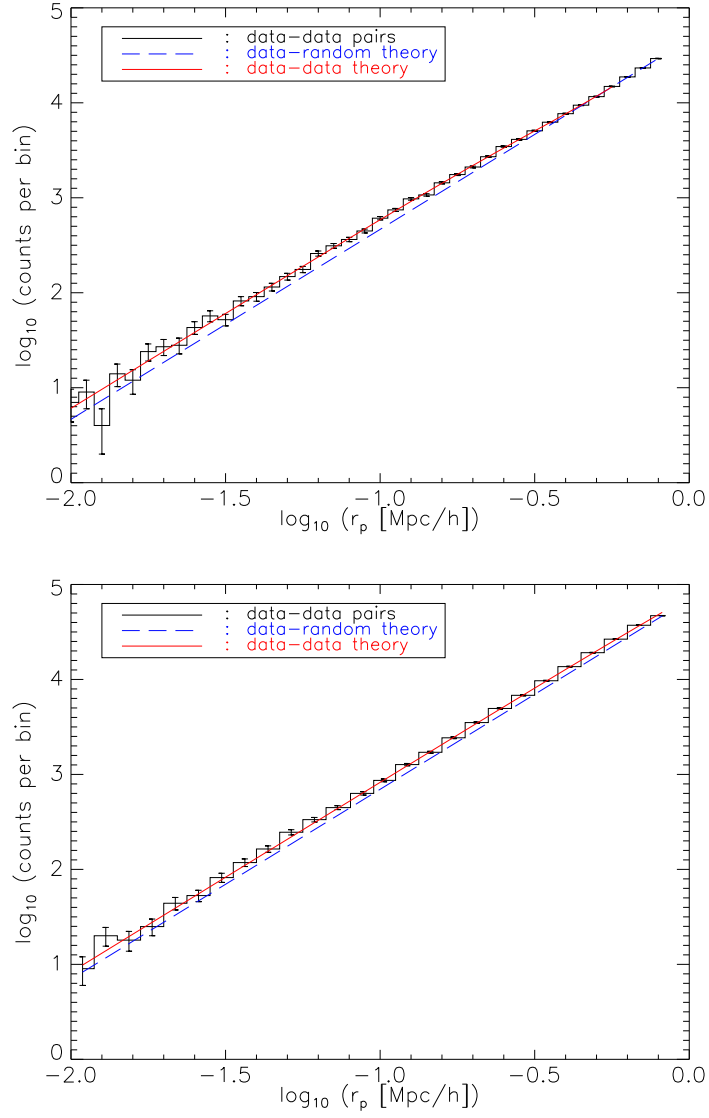 5
— : data-data pairs
— — : data-random theory
— : data-data theory
4
3
2
1
0
log₁₀ (counts per bin)
-2.0 -1.5 -1.0 -0.5 0.0
log₁₀ (r_p [Mpc/h])
5
— : data-data pairs
— — : data-random theory
— : data-data theory
4
3
2
1
0
log₁₀ (counts per bin)
-2.0 -1.5 -1.0 -0.5 0.0
log₁₀ (r_p [Mpc/h])